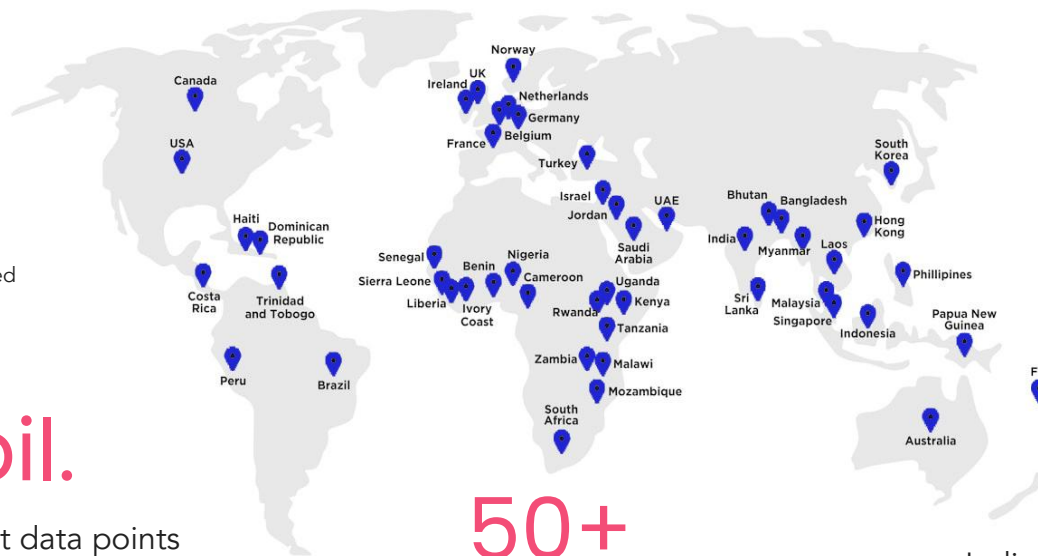 Norway
Canada
UK
Ireland
Netherlands
Germany
USA
France
Belgium
South
Korea
Turkey
Israel
UAE
Bhutan
Bangladesh
Jordan
Haiti
Dominican
Republic
Hong
Kong
India
Saudi
Arabia
Myanmar
Laos
Senegal
Nigeria
Benin
ed
Sierra Leone
Cameroon
Uganda
Phillipines
Costa
Rica
Trinidad
and Tobogo
Liberia
Ivory
Coast
Rwanda
Kenya
Sri
Lanka
Malaysia
Singapore
Papua New
Guinea
Tanzania
Indonesia
Zambia
Malawi
Peru
Brazil
F
Mozambique
South
Africa
Australia
oil.
50+
t data points